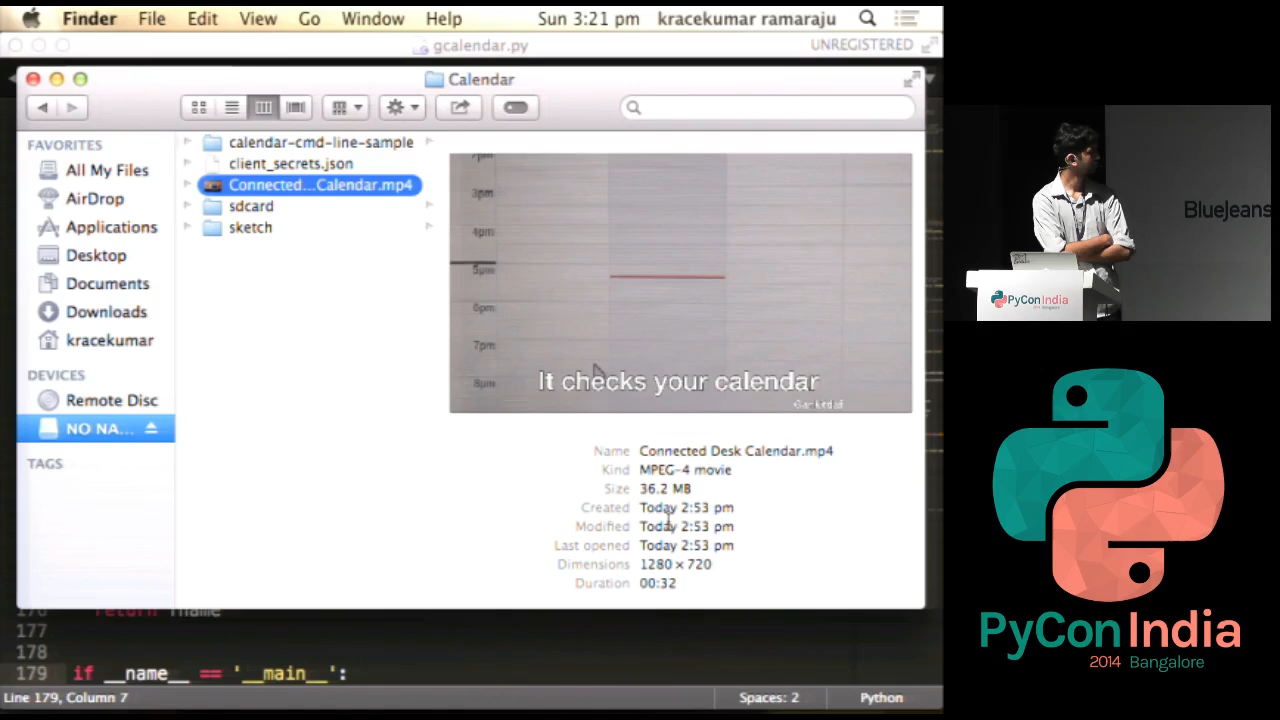 Finder File Edit View Go Window Help Sun 3:21 pm kracekumar ramaraju
gcalendar.py UNREGISTERED
Calendar
FAVORITES
All My Files
AirDrop
Applications
Desktop
Documents
Downloads
kracekumar
DEVICES
Remote Disc
NO NA...
TAGS
calendar-cmd-line-sample
client_secrets.json
Connected...Calendar.mp4
sdcard
sketch
3pm
4pm
5pm
6pm
7pm
8pm
It checks your calendar
Name Connected Desk Calendar.mp4
Kind MPEG-4 movie
Size 36.2 MB
Created Today 2:53 pm
Modified Today 2:53 pm
Last opened Today 2:53 pm
Dimensions 1280 × 720
Duration 00:32
177
178
179 if __name__ == '__main__':
Line 179, Column 7 Spaces: 2 Python
BlueJeans
PyConIndia
PyCon India
2014 Bangalore